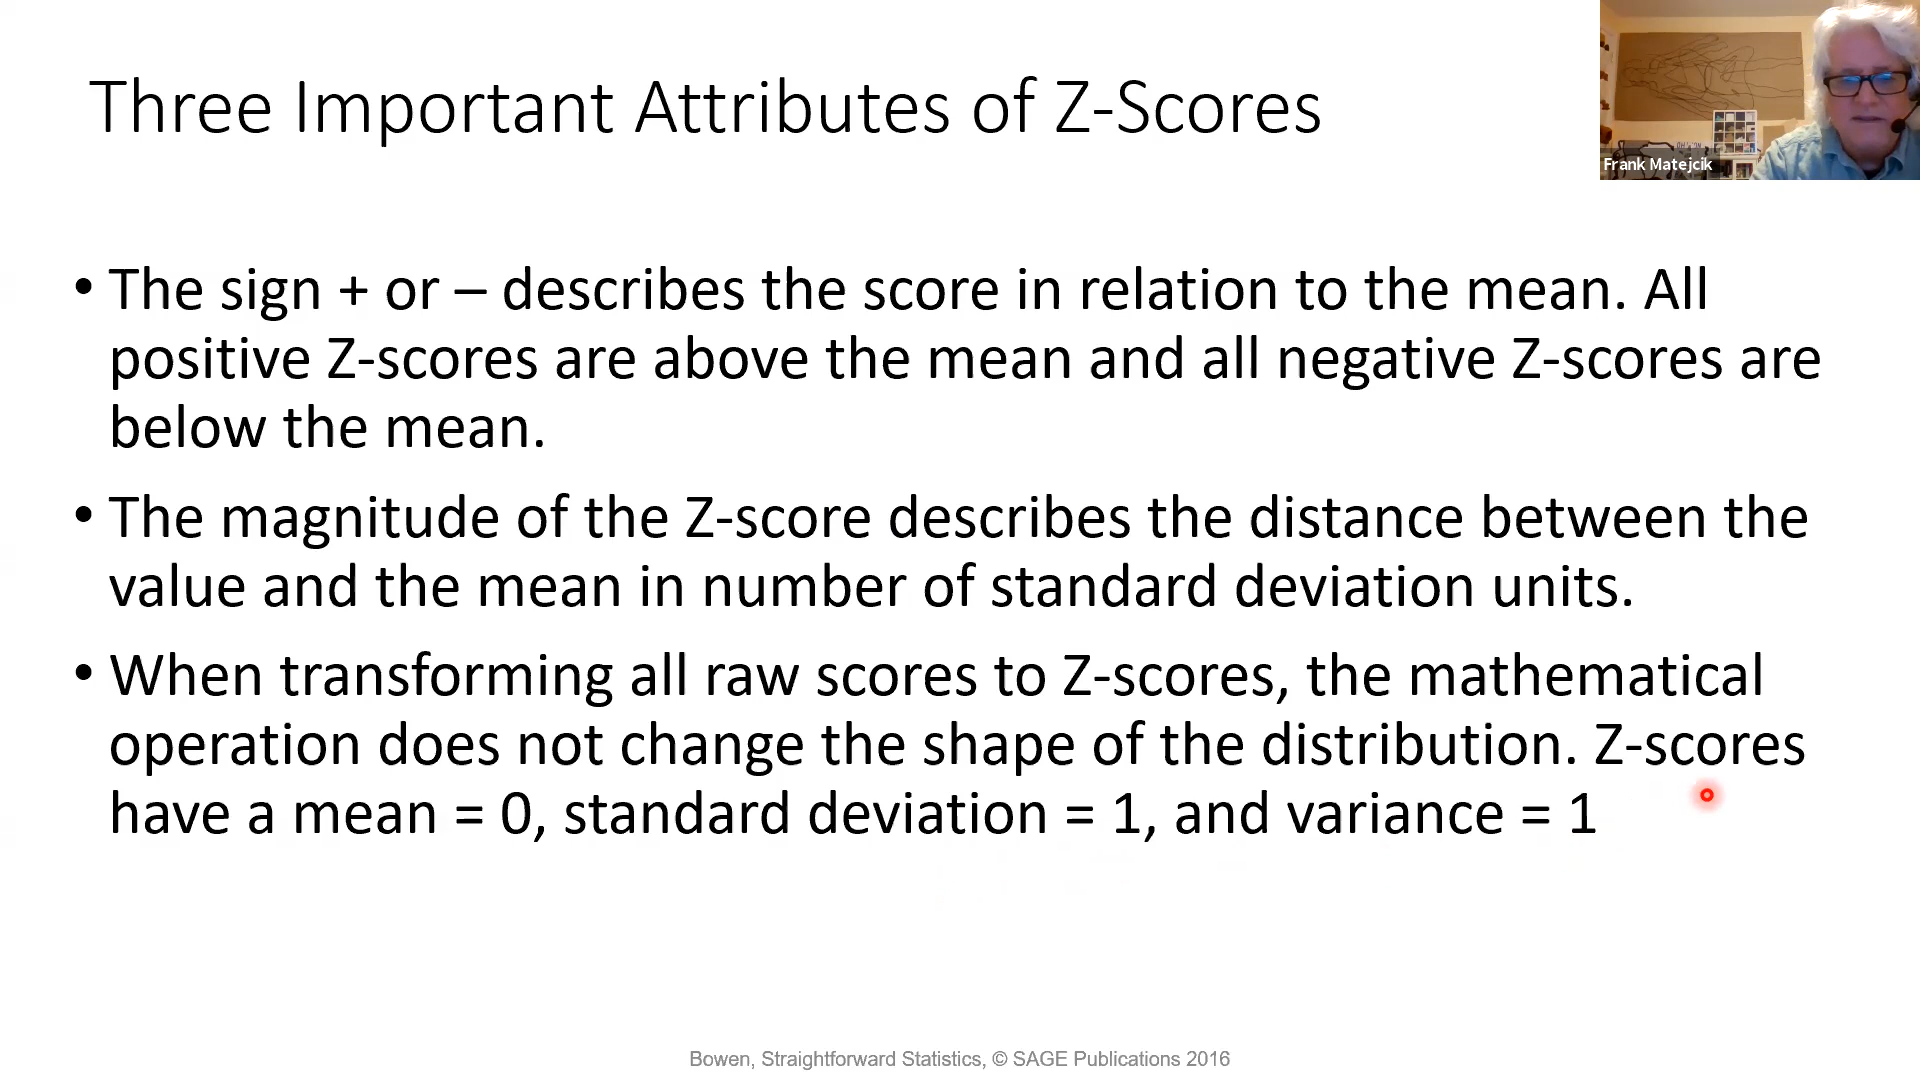 Three Important Attributes of Z-Scores
Frank Matejcik
• The sign + or – describes the score in relation to the mean. All
positive Z-scores are above the mean and all negative Z-scores are
below the mean.
• The magnitude of the Z-score describes the distance between the
value and the mean in number of standard deviation units.
• When transforming all raw scores to Z-scores, the mathematical
operation does not change the shape of the distribution. Z-scores
have a mean = 0, standard deviation = 1, and variance = 1
Bowen, Straightforward Statistics, © SAGE Publications 2016